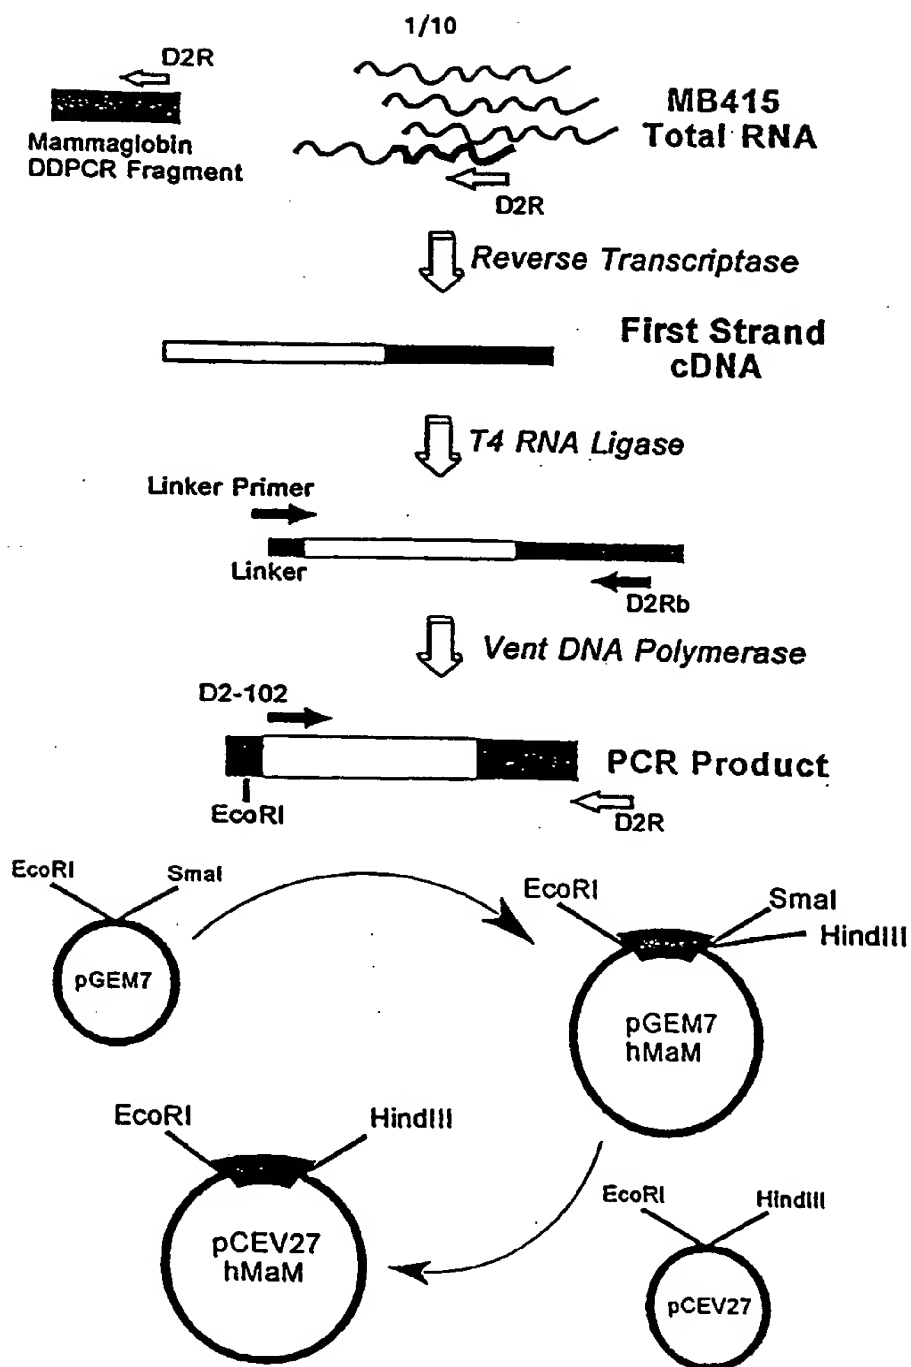 1/10
D2R
Mammaglobin
DDPCR Fragment
MB415
Total RNA
D2R
Reverse Transcriptase
First Strand
cDNA
T4 RNA Ligase
Linker Primer
Linker
D2Rb
Vent DNA Polymerase
D2-102
PCR Product
EcoRI
D2R
EcoRI
SmaI
pGEM7
EcoRI
SmaI
HindIII
pGEM7
hMaM
EcoRI
HindIII
pCEV27
hMaM
EcoRI
HindIII
pCEV27